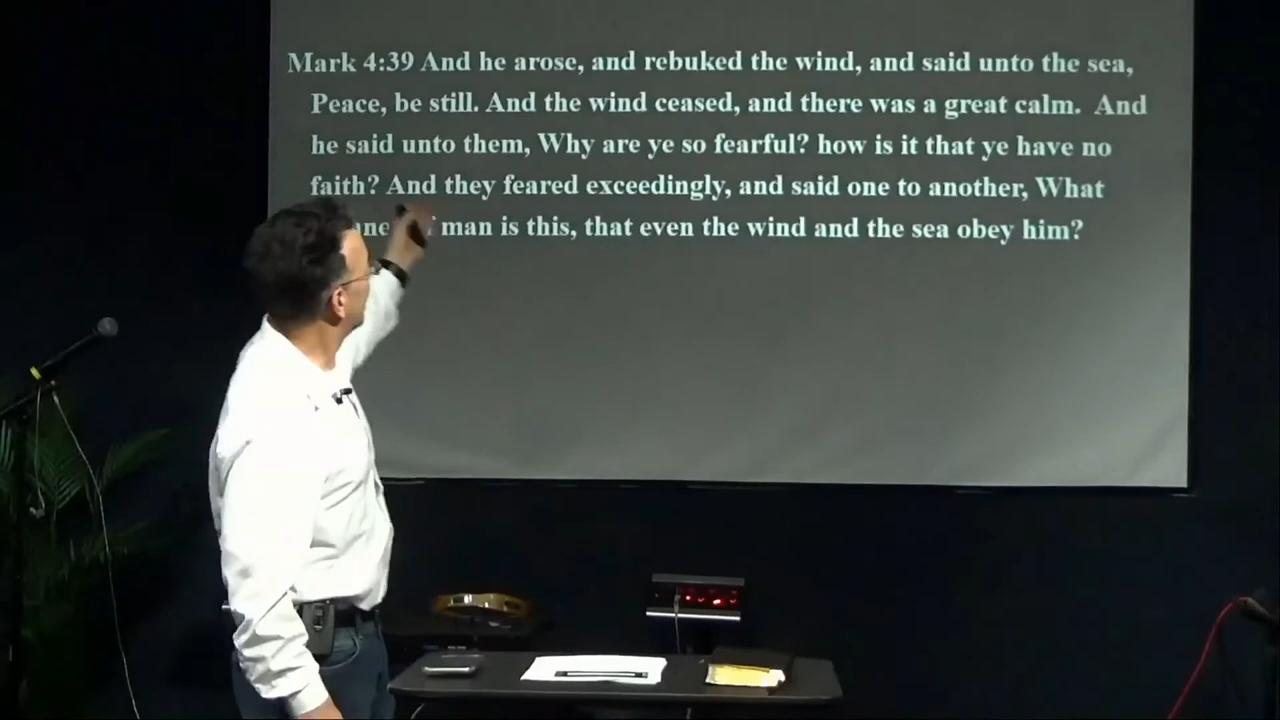 Mark 4:39 And he arose, and rebuked the wind, and said unto the sea,
Peace, be still. And the wind ceased, and there was a great calm. And
he said unto them, Why are ye so fearful? how is it that ye have no
faith? And they feared exceedingly, and said one to another, What
man is this, that even the wind and the sea obey him?